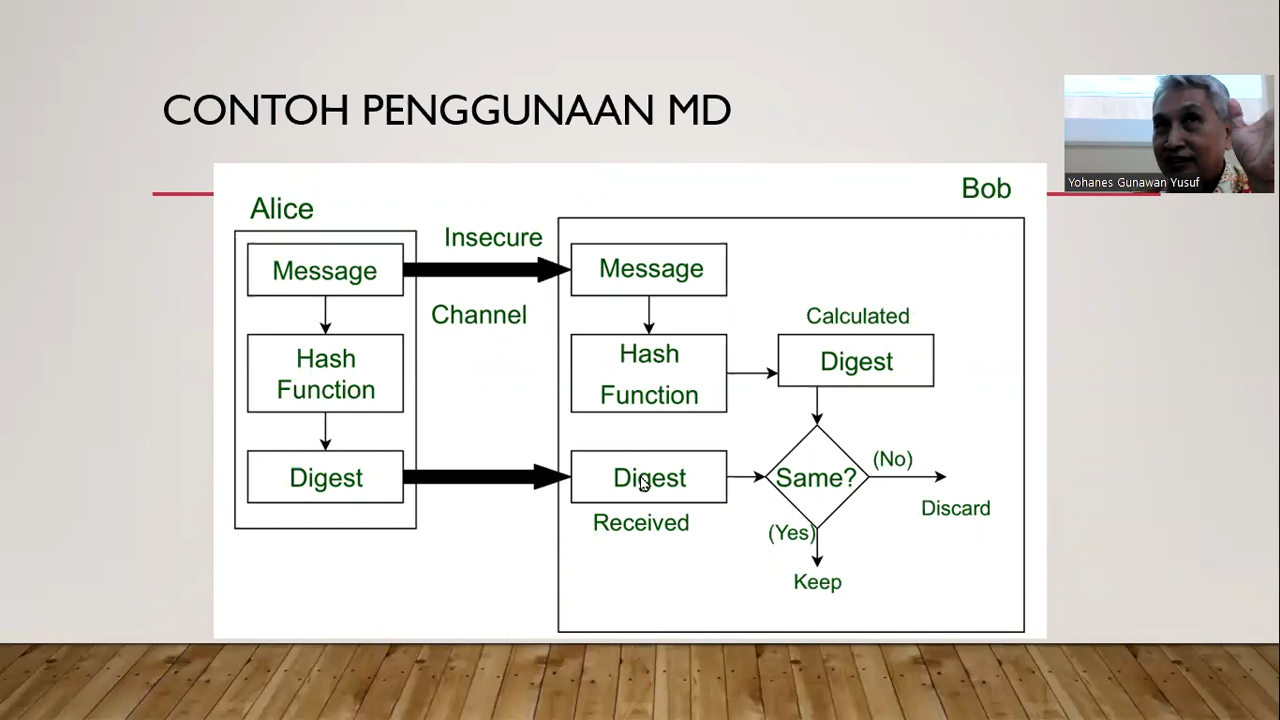 CONTOH PENGGUNAAN MD
Yohanes Gunawan Yusuf
Alice
Bob
Insecure
Channel
Message
Hash
Function
Digest
Message
Hash
Function
Calculated
Digest
Digest
Received
Same?
(No)
Discard
(Yes)
Keep